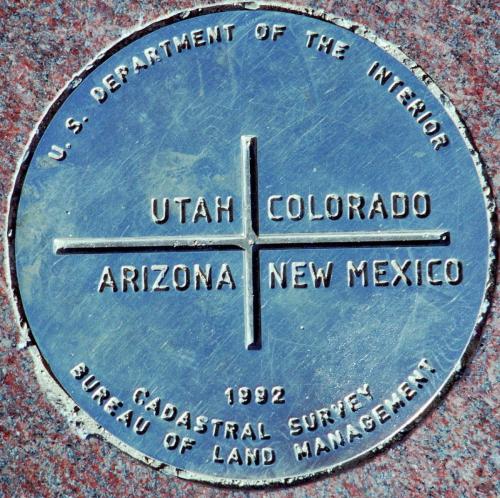 U. S. DEPARTMENT OF THE INTERIOR
UTAH COLORADO
ARIZONA NEW MEXICO
1992
CADASTRAL SURVEY
BUREAU OF LAND MANAGEMENT